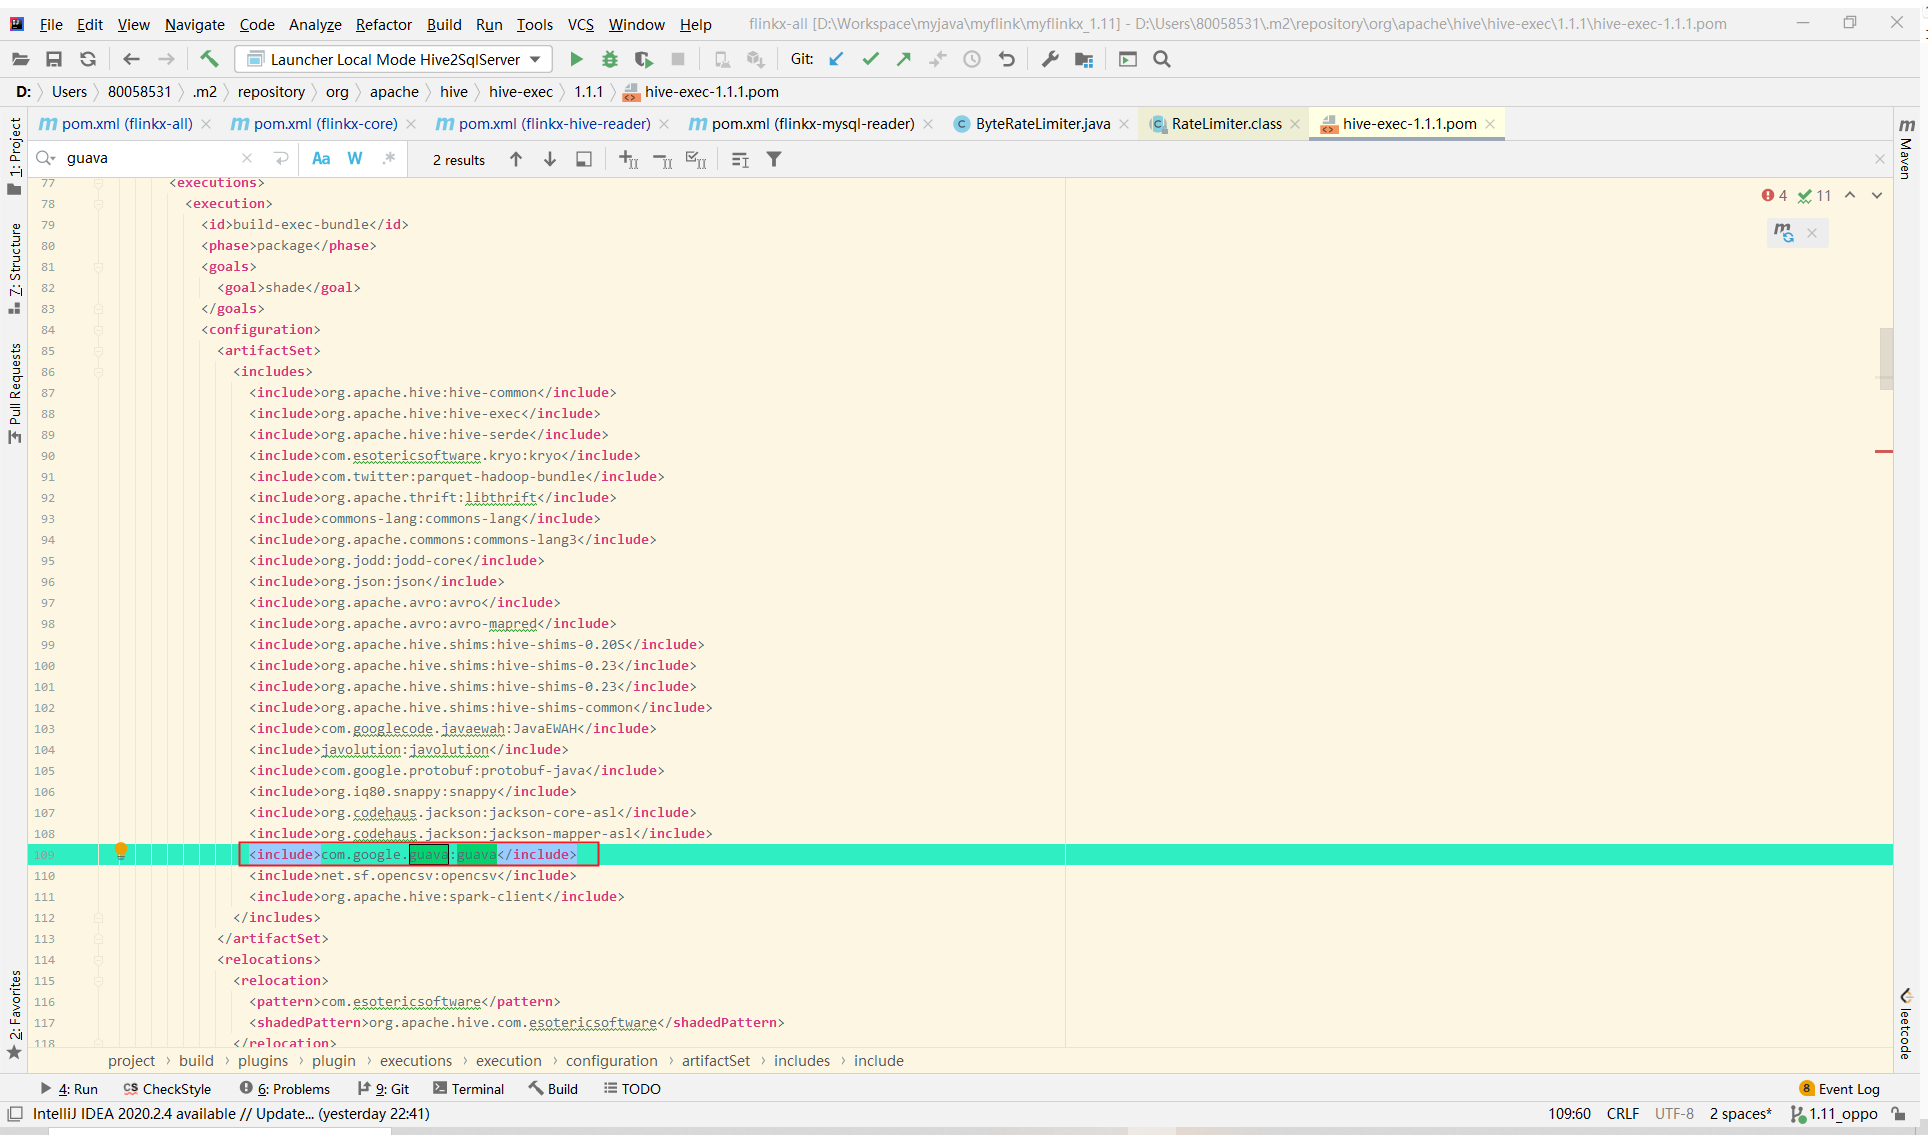 File Edit View Navigate Code Analyze Refactor Build Run Tools VCS Window Help flinkx-all [D:\Workspace\myjava\myflink\myflinkx_1.11] - D:\Users\80058531\.m2\repository\org\apache\hive\hive-exec\1.1.1\hive-exec-1.1.1.pom
Launcher Local Mode Hive2SqlServer Git:
D: Users 80058531 .m2 repository org apache hive hive-exec 1.1.1 hive-exec-1.1.1.pom
pom.xml (flinkx-all) pom.xml (flinkx-core) pom.xml (flinkx-hive-reader) pom.xml (flinkx-mysql-reader) ByteRateLimiter.java RateLimiter.class hive-exec-1.1.1.pom
guava Aa W .* 2 results
4 11
77 <executions>
78 <execution>
79 <id>build-exec-bundle</id>
80 <phase>package</phase>
81 <goals>
82 <goal>shade</goal>
83 </goals>
84 <configuration>
85 <artifactSet>
86 <includes>
87 <include>org.apache.hive:hive-common</include>
88 <include>org.apache.hive:hive-exec</include>
89 <include>org.apache.hive:hive-serde</include>
90 <include>com.esotericsoftware.kryo:kryo</include>
91 <include>com.twitter:parquet-hadoop-bundle</include>
92 <include>org.apache.thrift:libthrift</include>
93 <include>commons-lang:commons-lang</include>
94 <include>org.apache.commons:commons-lang3</include>
95 <include>org.jodd:jodd-core</include>
96 <include>org.json:json</include>
97 <include>org.apache.avro:avro</include>
98 <include>org.apache.avro:avro-mapred</include>
99 <include>org.apache.hive.shims:hive-shims-0.20S</include>
100 <include>org.apache.hive.shims:hive-shims-0.23</include>
101 <include>org.apache.hive.shims:hive-shims-0.23</include>
102 <include>org.apache.hive.shims:hive-shims-common</include>
103 <include>com.googlecode.javaewah:JavaEWAH</include>
104 <include>javolution:javolution</include>
105 <include>com.google.protobuf:protobuf-java</include>
106 <include>org.iq80.snappy:snappy</include>
107 <include>org.codehaus.jackson:jackson-core-asl</include>
108 <include>org.codehaus.jackson:jackson-mapper-asl</include>
109 <include>com.google.guava:guava</include>
110 <include>net.sf.opencsv:opencsv</include>
111 <include>org.apache.hive:spark-client</include>
112 </includes>
113 </artifactSet>
114 <relocations>
115 <relocation>
116 <pattern>com.esotericsoftware</pattern>
117 <shadedPattern>org.apache.hive.com.esotericsoftware</shadedPattern>
118 </relocation>
project build plugins plugin executions execution configuration artifactSet includes include
1: Project
Z: Structure
Pull Requests
2: Favorites
Maven
leetcode
4: Run CheckStyle 6: Problems 9: Git Terminal Build TODO 8 Event Log
IntelliJ IDEA 2020.2.4 available // Update... (yesterday 22:41) 109:60 CRLF UTF-8 2 spaces* 1.11_oppo